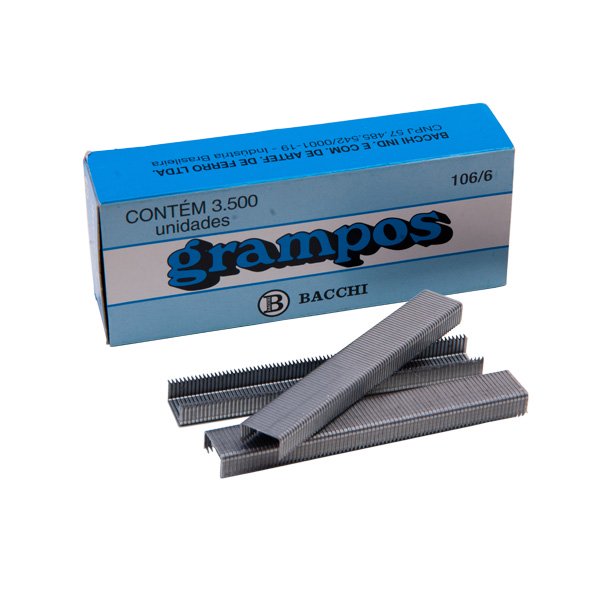 BACCHI IND. E COM. DE ARTEF. DE FERRO LTDA
CNPJ 57.485.542/0001-19 - Indústria Brasileira
106/6
CONTÉM 3.500
unidades
grampos
B BACCHI